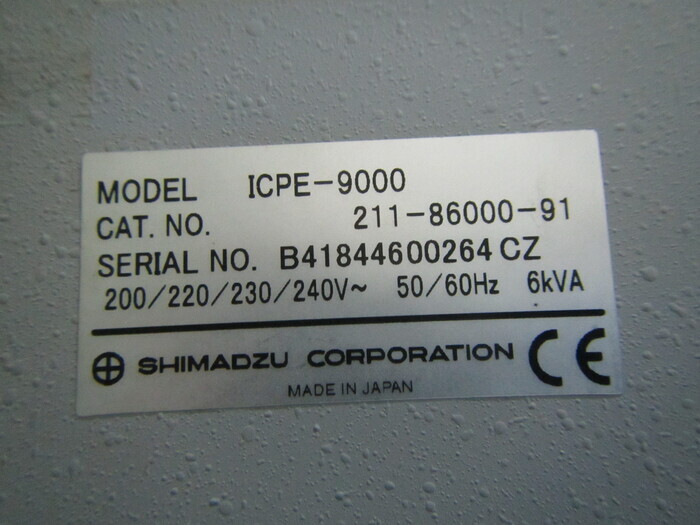 MODEL ICPE-9000
CAT. NO. 211-86000-91
SERIAL NO. B41844600264 CZ
200/220/230/240V~ 50/60Hz 6kVA
SHIMADZU CORPORATION CE
MADE IN JAPAN